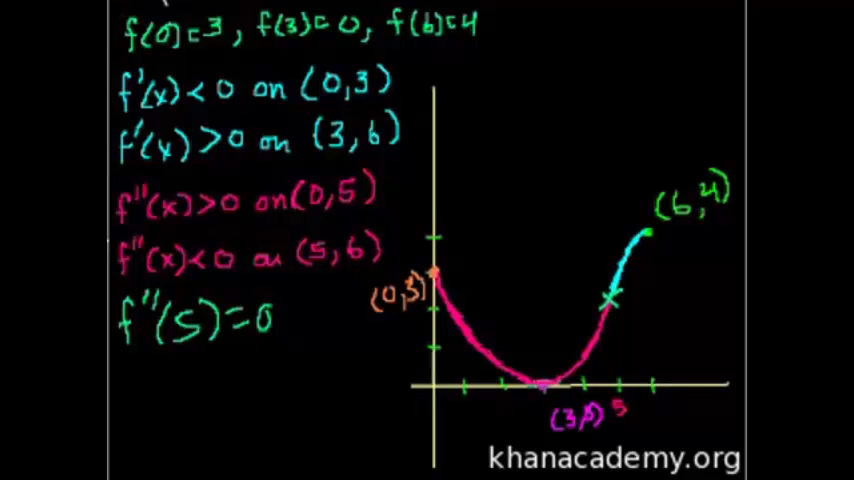 f(0)=3, f(3)=0, f(6)=4
f'(x)<0 on (0,3)
f'(x)>0 on (3,6)
f''(x)>0 on (0,5)
f''(x)<0 on (5,6)
f''(5)=0
(6,4)
(0,3)
(3,0) 5
khanacademy.org